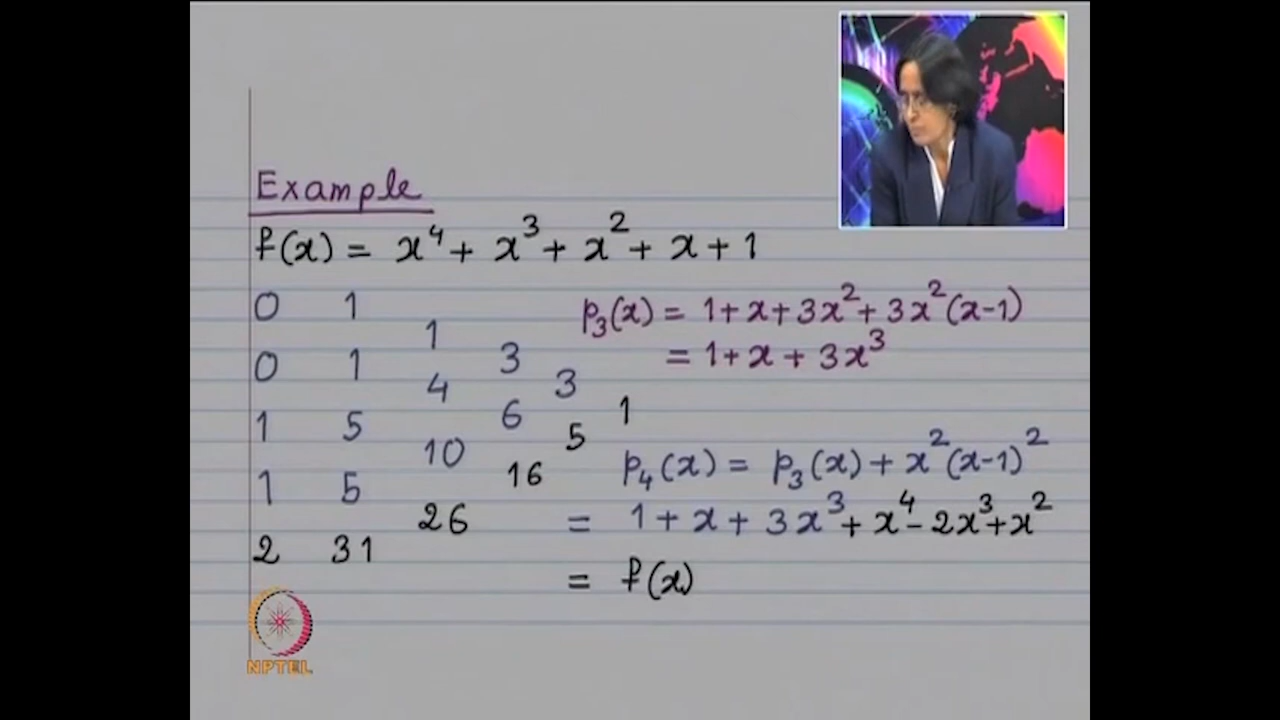 Example
f(x) = x⁴ + x³ + x² + x + 1
0 1 p₃(x) = 1 + x + 3x² + 3x²(x-1)
1
0 1 3 = 1 + x + 3x³
4 3
1 5 6 1
10 5
16 p₄(x) = p₃(x) + x²(x-1)²
1 5
26 = 1 + x + 3x³ + x⁴ - 2x³ + x²
2 31
= f(x)
NPTEL